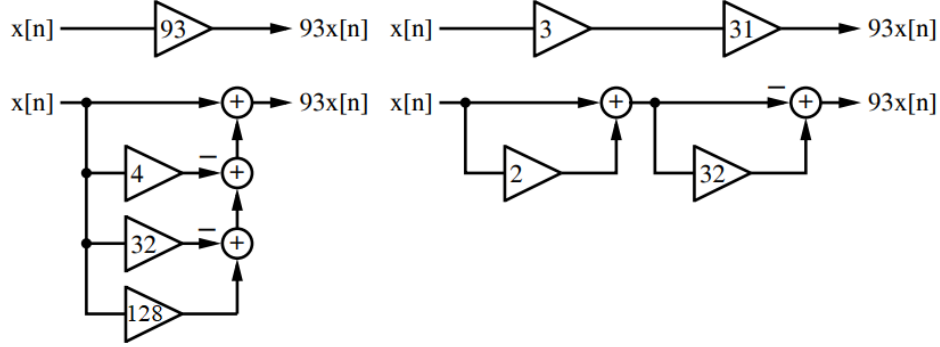 x[n] 93 93x[n] x[n] 3 31 93x[n]
x[n] + 93x[n] x[n] + − + 93x[n]
4 − + 2 32
32 − +
128